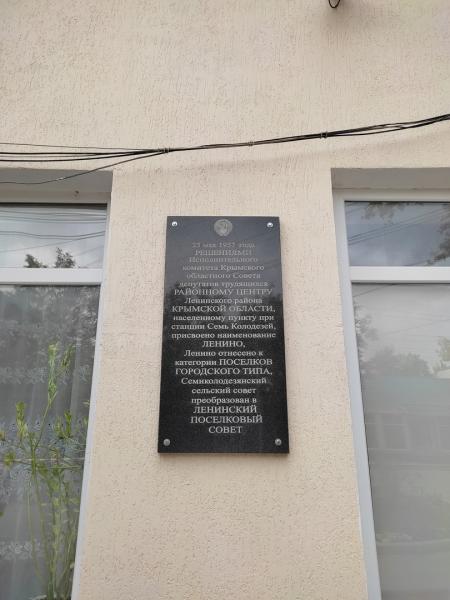 25 мая 1957 года
РЕШЕНИЯМИ
Исполнительного
комитета Крымского
областного Совета
депутатов трудящихся
РАЙОННОМУ ЦЕНТРУ
Ленинского района
КРЫМСКОЙ ОБЛАСТИ,
населенному пункту при
станции Семь Колодезей,
присвоено наименование
ЛЕНИНО,
Ленино отнесено к
категории ПОСЕЛКОВ
ГОРОДСКОГО ТИПА,
Семиколодезянский
сельский совет
преобразован в
ЛЕНИНСКИЙ
ПОСЕЛКОВЫЙ
СОВЕТ